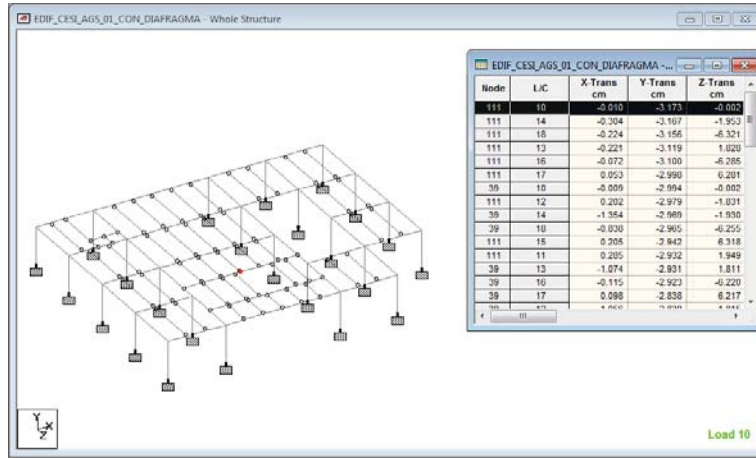 EDIF_CESI_AGS_01_CON_DIAFRAGMA - Whole Structure
EDIF_CESI_AGS_01_CON_DIAFRAGMA -...
Node L/C X-Trans cm Y-Trans cm Z-Trans cm
111 10 -0.010 -3.173 -0.002
111 14 -0.304 -3.167 -1.953
111 18 -0.224 -3.156 -6.321
111 13 -0.221 -3.119 1.828
111 16 -0.072 -3.100 -6.285
111 17 0.053 -2.998 6.281
39 10 -0.009 -2.994 -0.002
111 12 0.202 -2.979 -1.831
39 14 -1.354 -2.969 -1.930
39 18 -0.838 -2.965 -6.255
111 15 0.205 -2.942 6.318
111 11 0.285 -2.932 1.949
39 13 -1.074 -2.931 1.811
39 16 -0.115 -2.923 -6.220
39 17 0.098 -2.838 6.217
Y
X
Z
Load 10